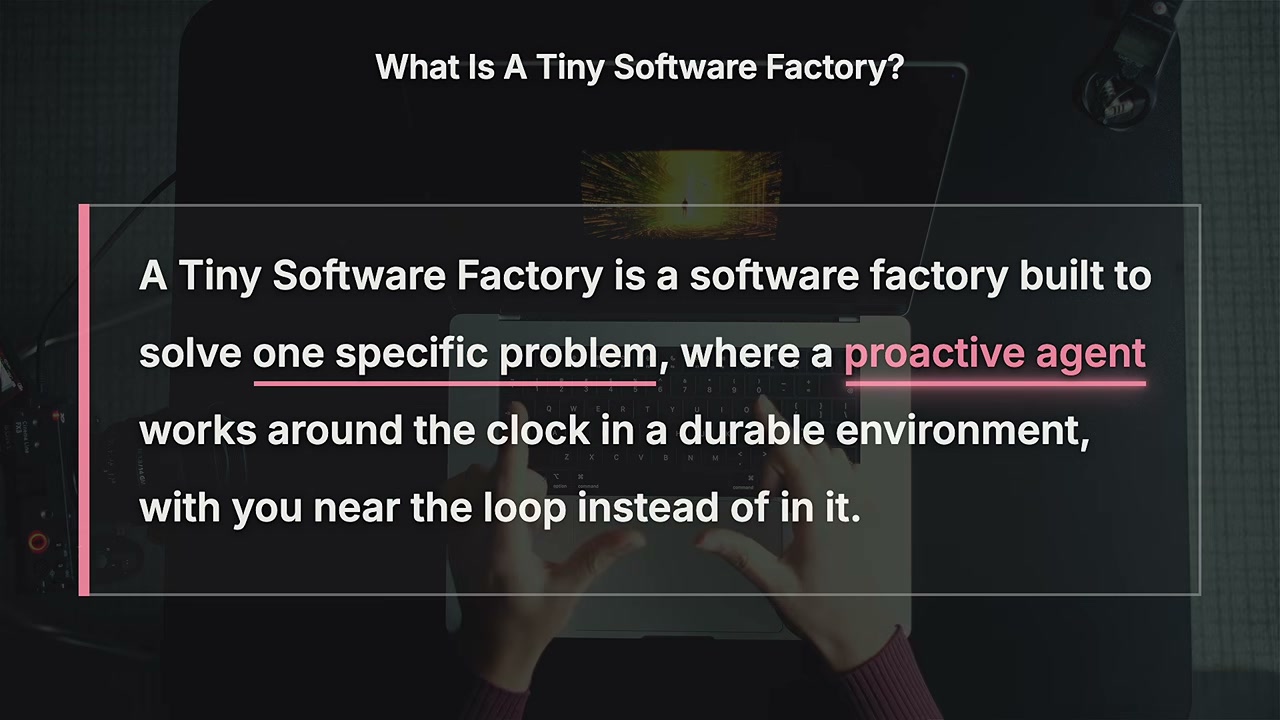 What Is A Tiny Software Factory?
A Tiny Software Factory is a software factory built to
solve one specific problem, where a proactive agent
works around the clock in a durable environment,
with you near the loop instead of in it.